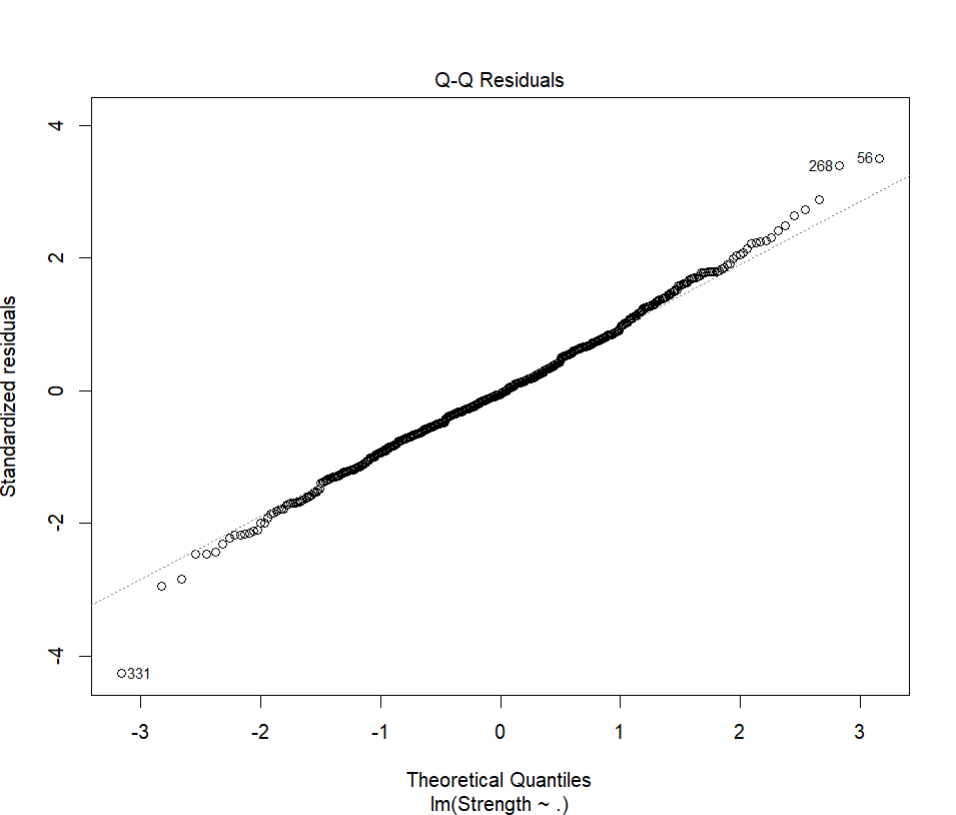 Q-Q Residuals
Standardized residuals
4
2
0
-2
-4
268
56
331
-3 -2 -1 0 1 2 3
Theoretical Quantiles
lm(Strength ~ .)